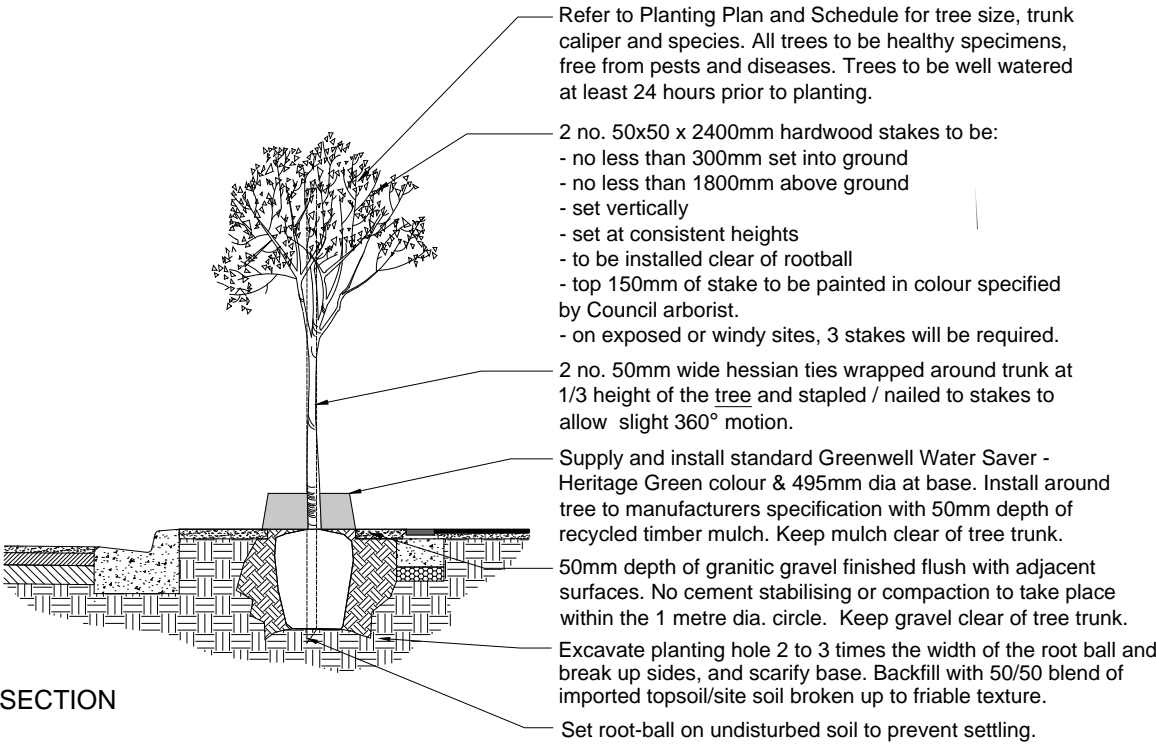 Refer to Planting Plan and Schedule for tree size, trunk
caliper and species. All trees to be healthy specimens,
free from pests and diseases. Trees to be well watered
at least 24 hours prior to planting.
2 no. 50x50 x 2400mm hardwood stakes to be:
- no less than 300mm set into ground
- no less than 1800mm above ground
- set vertically
- set at consistent heights
- to be installed clear of rootball
- top 150mm of stake to be painted in colour specified
by Council arborist.
- on exposed or windy sites, 3 stakes will be required.
2 no. 50mm wide hessian ties wrapped around trunk at
1/3 height of the tree and stapled / nailed to stakes to
allow slight 360° motion.
Supply and install standard Greenwell Water Saver -
Heritage Green colour & 495mm dia at base. Install around
tree to manufacturers specification with 50mm depth of
recycled timber mulch. Keep mulch clear of tree trunk.
50mm depth of granitic gravel finished flush with adjacent
surfaces. No cement stabilising or compaction to take place
within the 1 metre dia. circle. Keep gravel clear of tree trunk.
Excavate planting hole 2 to 3 times the width of the root ball and
break up sides, and scarify base. Backfill with 50/50 blend of
imported topsoil/site soil broken up to friable texture.
Set root-ball on undisturbed soil to prevent settling.
SECTION